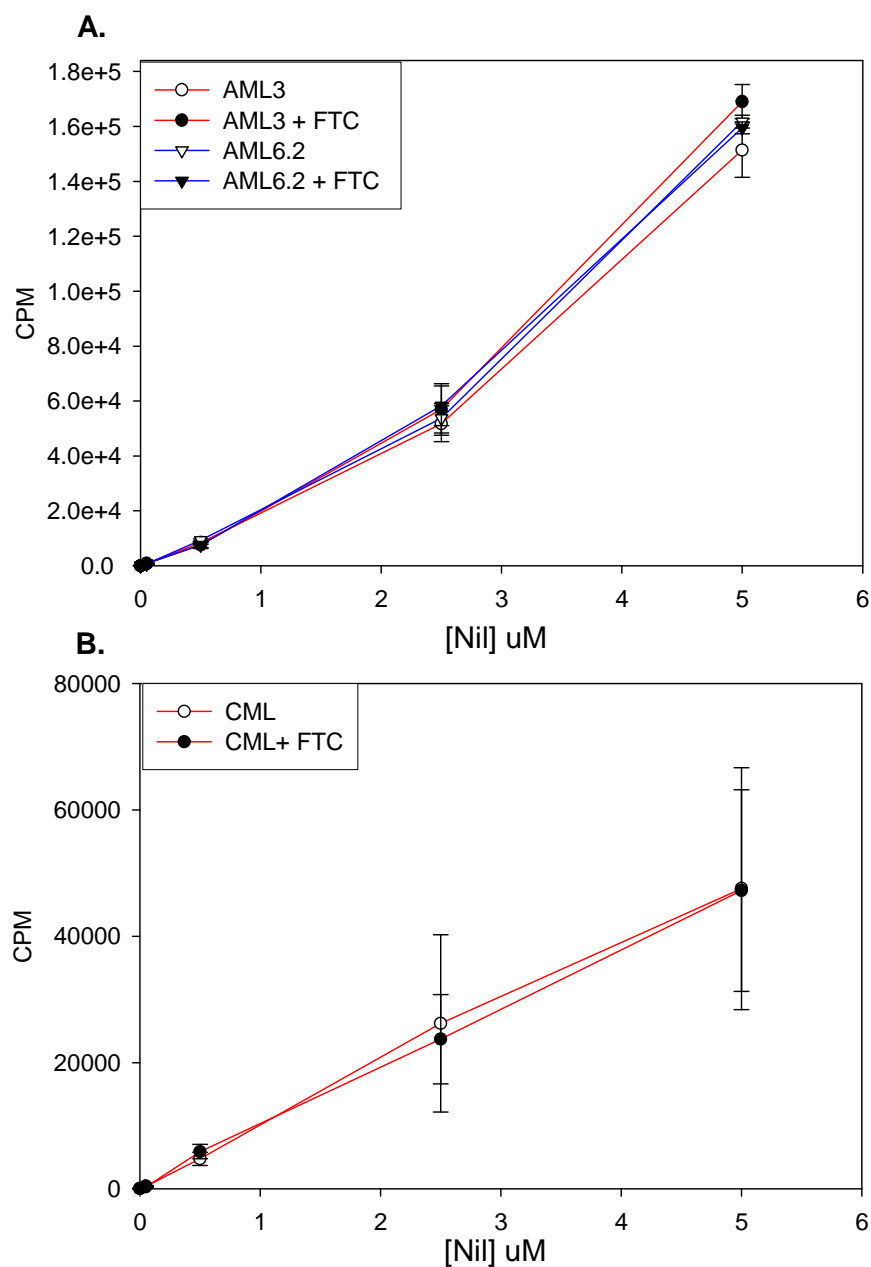 A.
AML3
AML3 + FTC
AML6.2
AML6.2 + FTC
1.8e+5
1.6e+5
1.4e+5
1.2e+5
1.0e+5
8.0e+4
6.0e+4
4.0e+4
2.0e+4
0.0
CPM
0 1 2 3 4 5 6
[Nil] uM
B.
CML
CML+ FTC
80000
60000
40000
20000
0
CPM
0 1 2 3 4 5 6
[Nil] uM